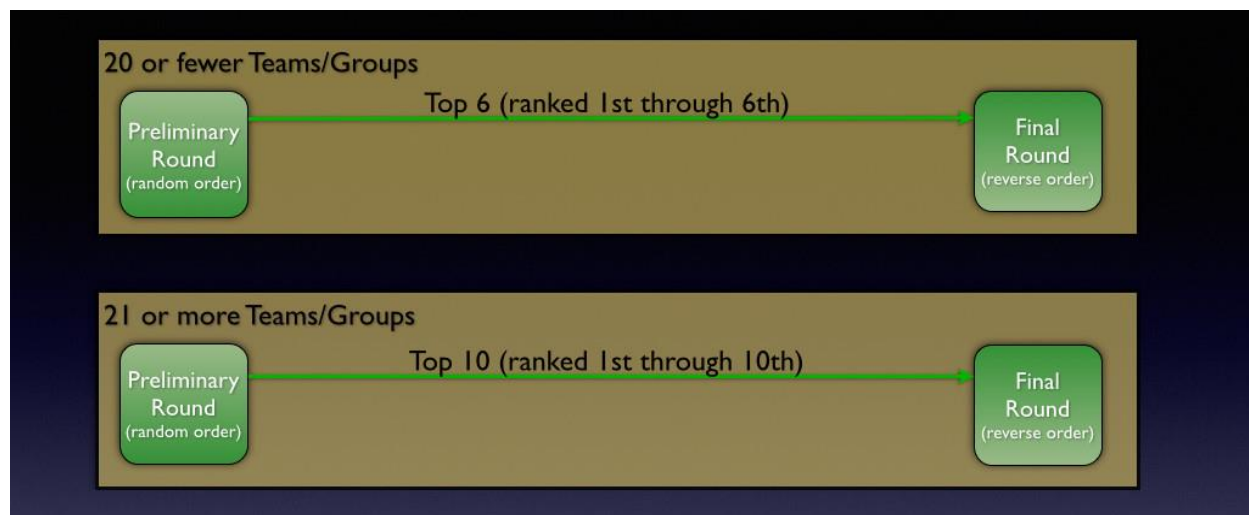 20 or fewer Teams/Groups
Top 6 (ranked 1st through 6th)
Preliminary
Round
(random order)
Final
Round
(reverse order)
21 or more Teams/Groups
Top 10 (ranked 1st through 10th)
Preliminary
Round
(random order)
Final
Round
(reverse order)